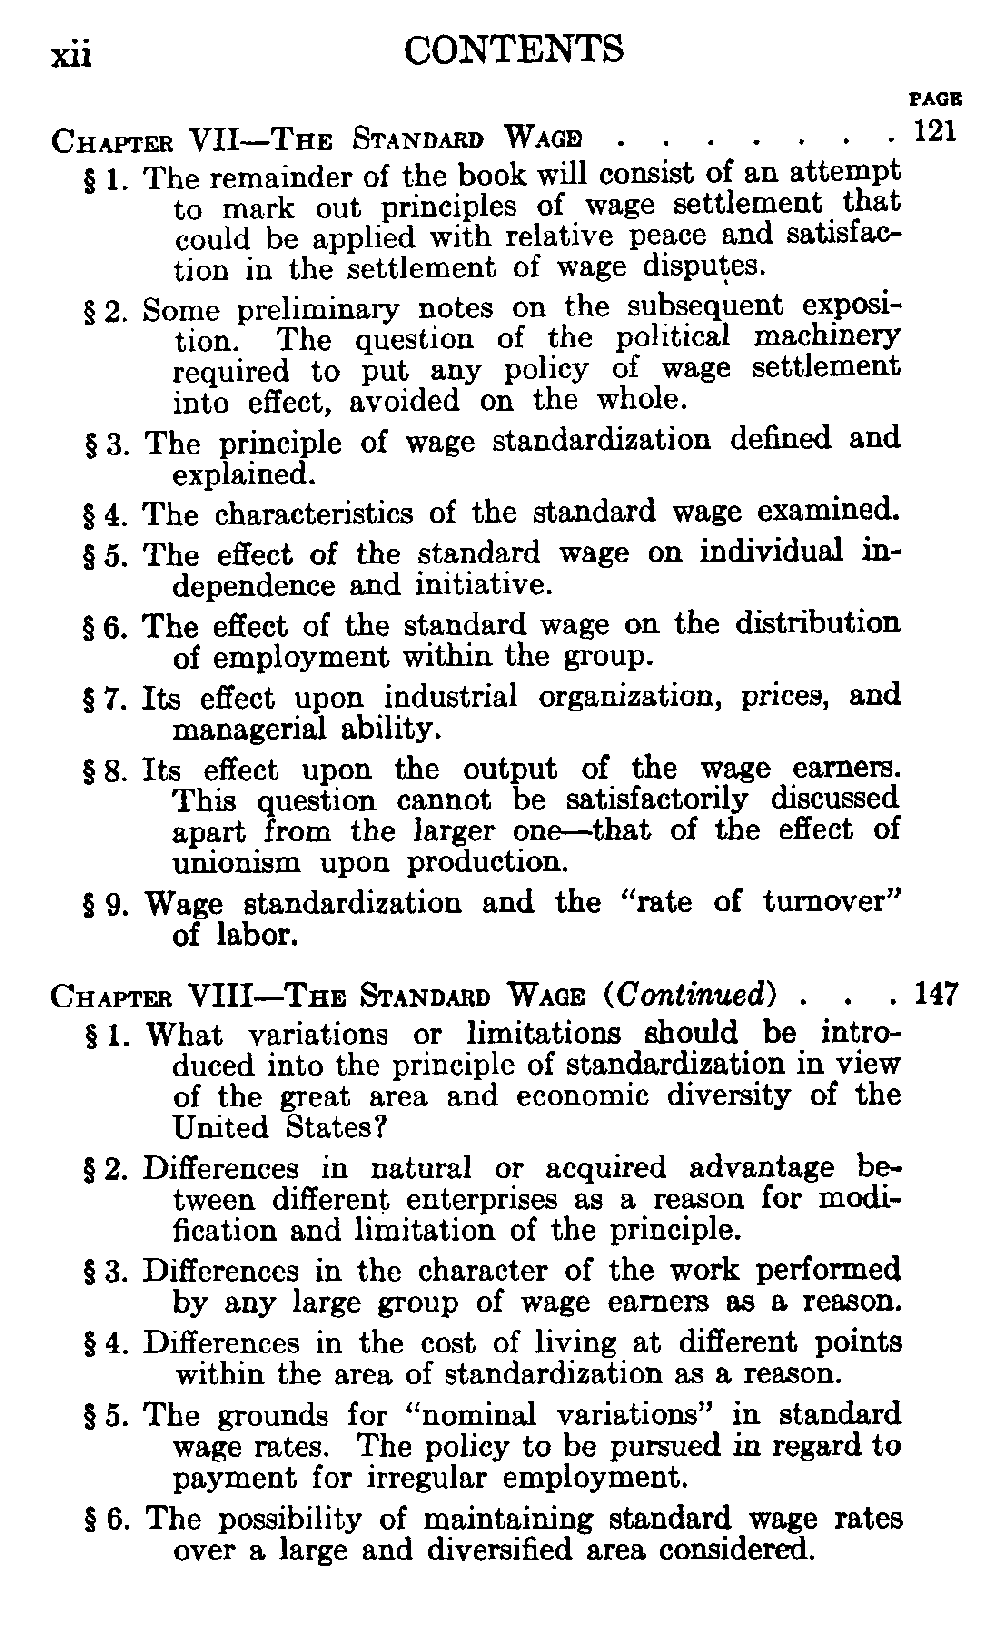 xii CONTENTS
PAGE
CHAPTER VII—THE STANDARD WAGE . . . . . . . 121
§ 1. The remainder of the book will consist of an attempt
to mark out principles of wage settlement that
could be applied with relative peace and satisfac-
tion in the settlement of wage disputes.
§ 2. Some preliminary notes on the subsequent exposi-
tion. The question of the political machinery
required to put any policy of wage settlement
into effect, avoided on the whole.
§ 3. The principle of wage standardization defined and
explained.
§ 4. The characteristics of the standard wage examined.
§ 5. The effect of the standard wage on individual in-
dependence and initiative.
§ 6. The effect of the standard wage on the distribution
of employment within the group.
§ 7. Its effect upon industrial organization, prices, and
managerial ability.
§ 8. Its effect upon the output of the wage earners.
This question cannot be satisfactorily discussed
apart from the larger one—that of the effect of
unionism upon production.
§ 9. Wage standardization and the “rate of turnover”
of labor.
CHAPTER VIII—THE STANDARD WAGE (Continued) . . . 147
§ 1. What variations or limitations should be intro-
duced into the principle of standardization in view
of the great area and economic diversity of the
United States?
§ 2. Differences in natural or acquired advantage be-
tween different enterprises as a reason for modi-
fication and limitation of the principle.
§ 3. Differences in the character of the work performed
by any large group of wage earners as a reason.
§ 4. Differences in the cost of living at different points
within the area of standardization as a reason.
§ 5. The grounds for “nominal variations” in standard
wage rates. The policy to be pursued in regard to
payment for irregular employment.
§ 6. The possibility of maintaining standard wage rates
over a large and diversified area considered.